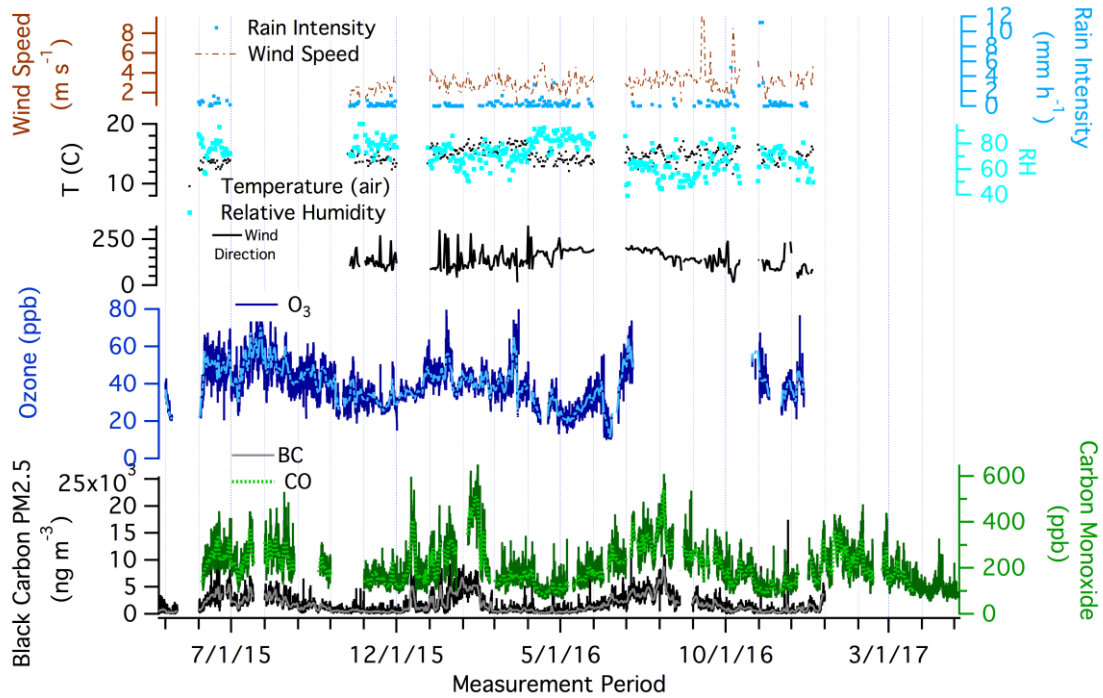 Rain Intensity
Wind Speed
Wind Speed
(m s-1)
8
6
4
2
12
10
8
6
4
2
0
Rain Intensity
(mm h-1)
T (C)
20
10
80
60
40
RH
Temperature (air)
Relative Humidity
Wind
Direction
250
0
Ozone (ppb)
80
60
40
20
0
O3
BC
CO
Black Carbon PM2.5
(ng m-3)
25x10 3
20
15
10
5
0
600
400
200
0
Carbon Monoxide
(ppb)
7/1/15
12/1/15
5/1/16
10/1/16
3/1/17
Measurement Period